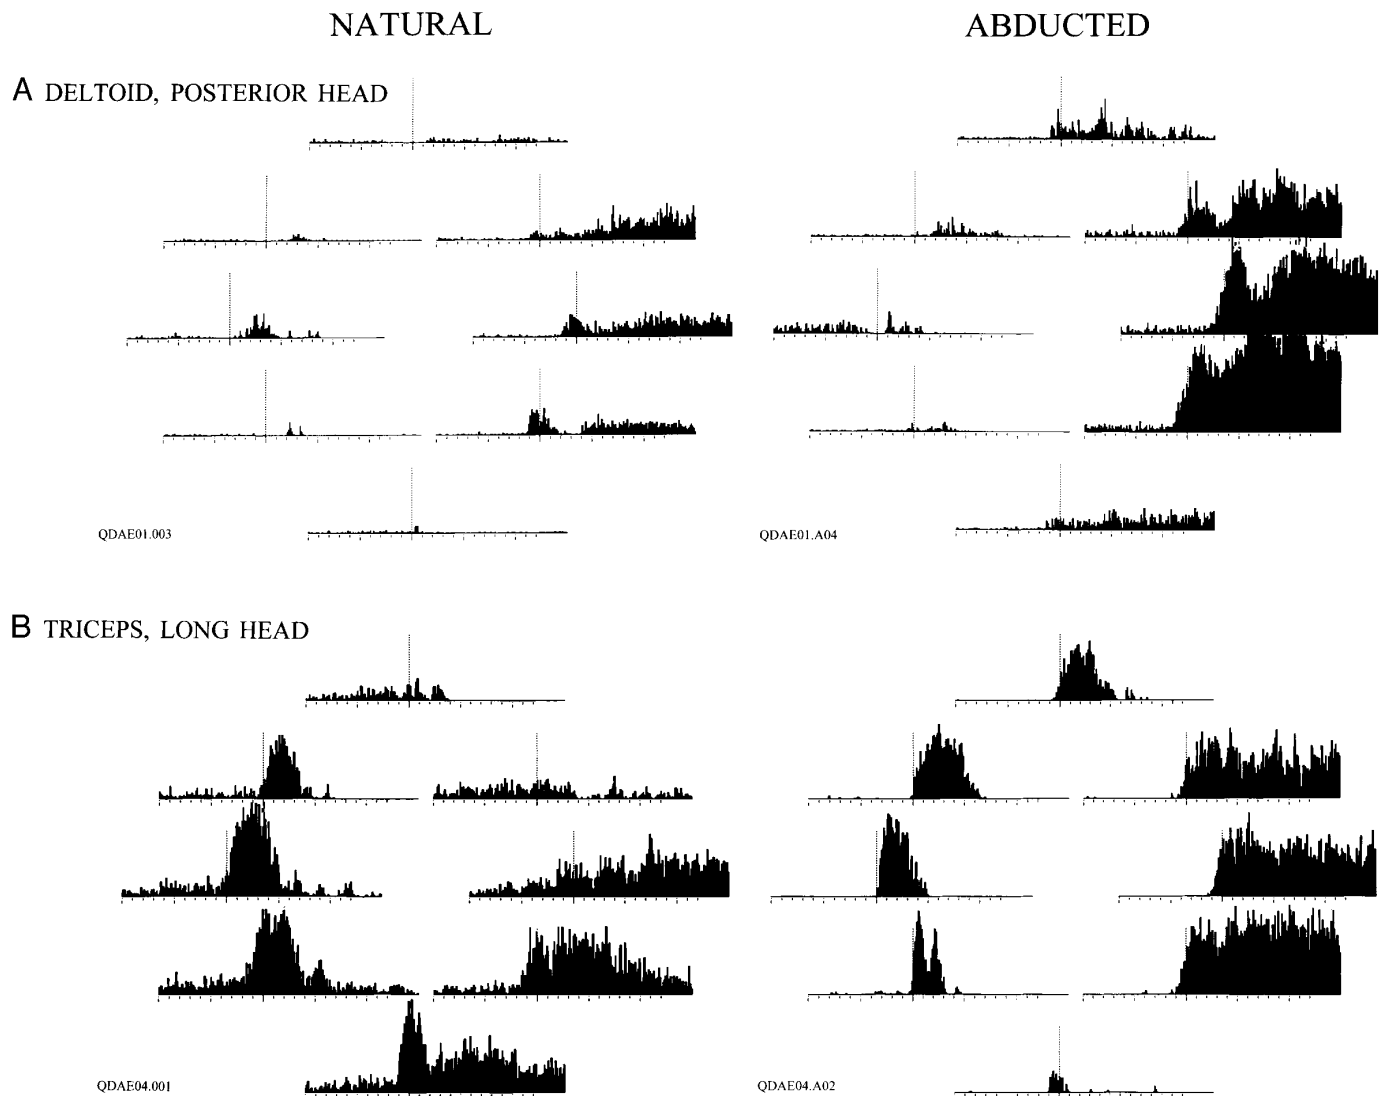 NATURAL
ABDUCTED
A DELTOID, POSTERIOR HEAD
QDAE01.003
QDAE01.A04
B TRICEPS, LONG HEAD
QDAE04.001
QDAE04.A02